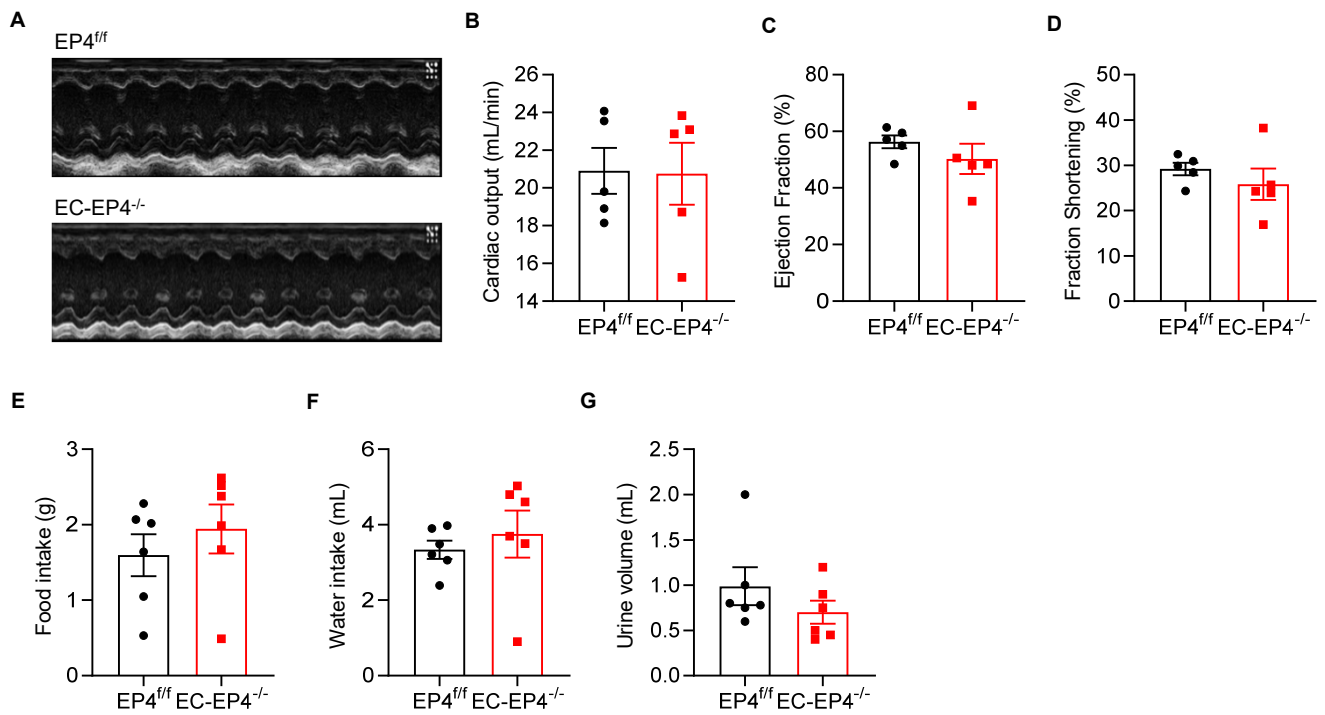 A
EP4f/f
EC-EP4-/-
B
Cardiac output (mL/min)
26
24
22
20
18
16
14
EP4f/f EC-EP4-/-
C
Ejection Fraction (%)
80
60
40
20
0
EP4f/f EC-EP4-/-
D
Fraction Shortening (%)
50
40
30
20
10
0
EP4f/f EC-EP4-/-
E
Food intake (g)
3
2
1
0
EP4f/f EC-EP4-/-
F
Water intake (mL)
6
4
2
0
EP4f/f EC-EP4-/-
G
Urine volume (mL)
2.5
2.0
1.5
1.0
0.5
0.0
EP4f/f EC-EP4-/-